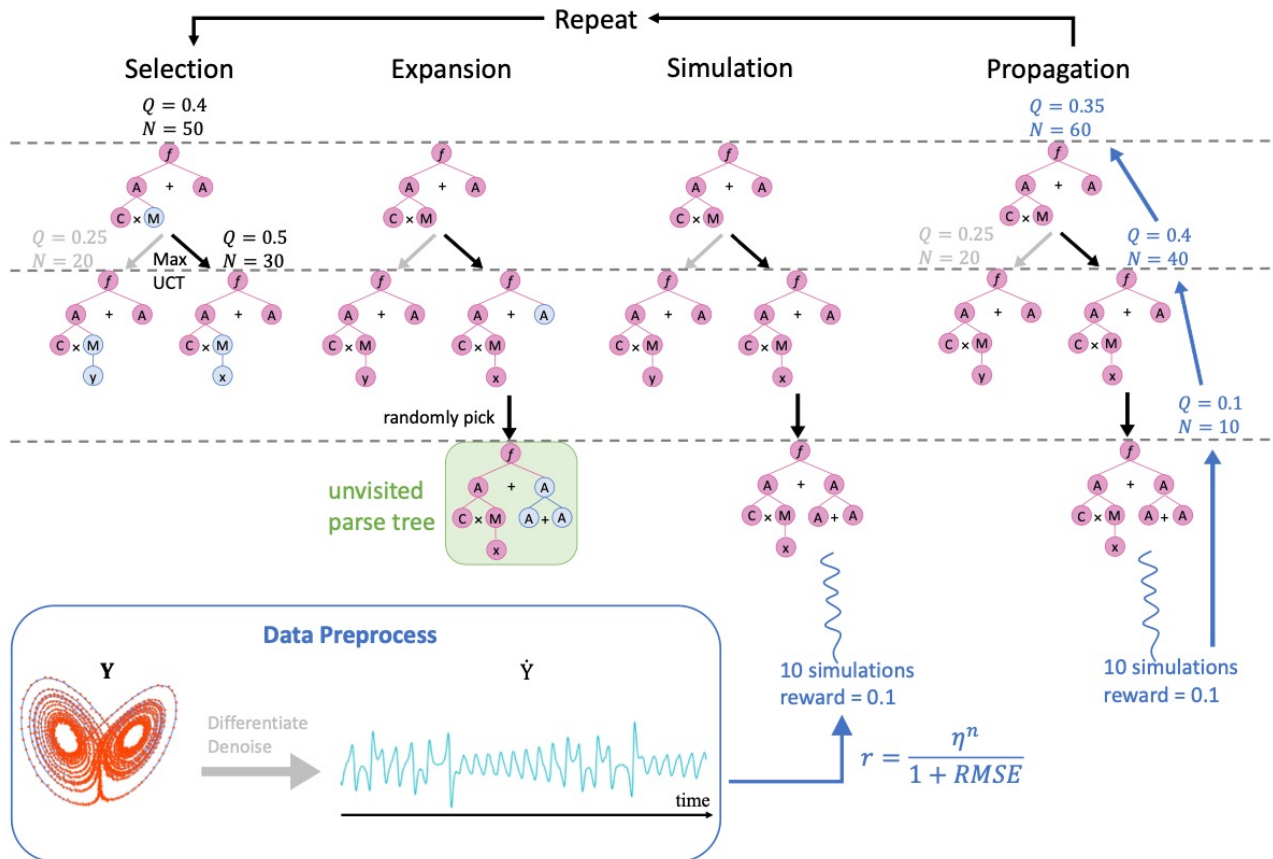 Repeat
Selection
Expansion
Simulation
Propagation
Q = 0.4
N = 50
f
A + A
C × M
Q = 0.25
N = 20
Max
UCT
Q = 0.5
N = 30
f
A + A
C × M
y
f
A + A
C × M
x
f
A + A
C × M
f
A + A
C × M
y
f
A + A
C × M
x
randomly pick
unvisited
parse tree
f
A + A
C × M A + A
x
f
A + A
C × M
f
A + A
C × M
y
f
A + A
C × M
x
f
A + A
C × M A + A
x
10 simulations
reward = 0.1
Q = 0.35
N = 60
f
A + A
C × M
Q = 0.25
N = 20
Q = 0.4
N = 40
f
A + A
C × M
y
f
A + A
C × M
x
Q = 0.1
N = 10
f
A + A
C × M A + A
x
10 simulations
reward = 0.1
Data Preprocess
Y
Differentiate
Denoise
Ẏ
time
r = η^n / (1 + RMSE)